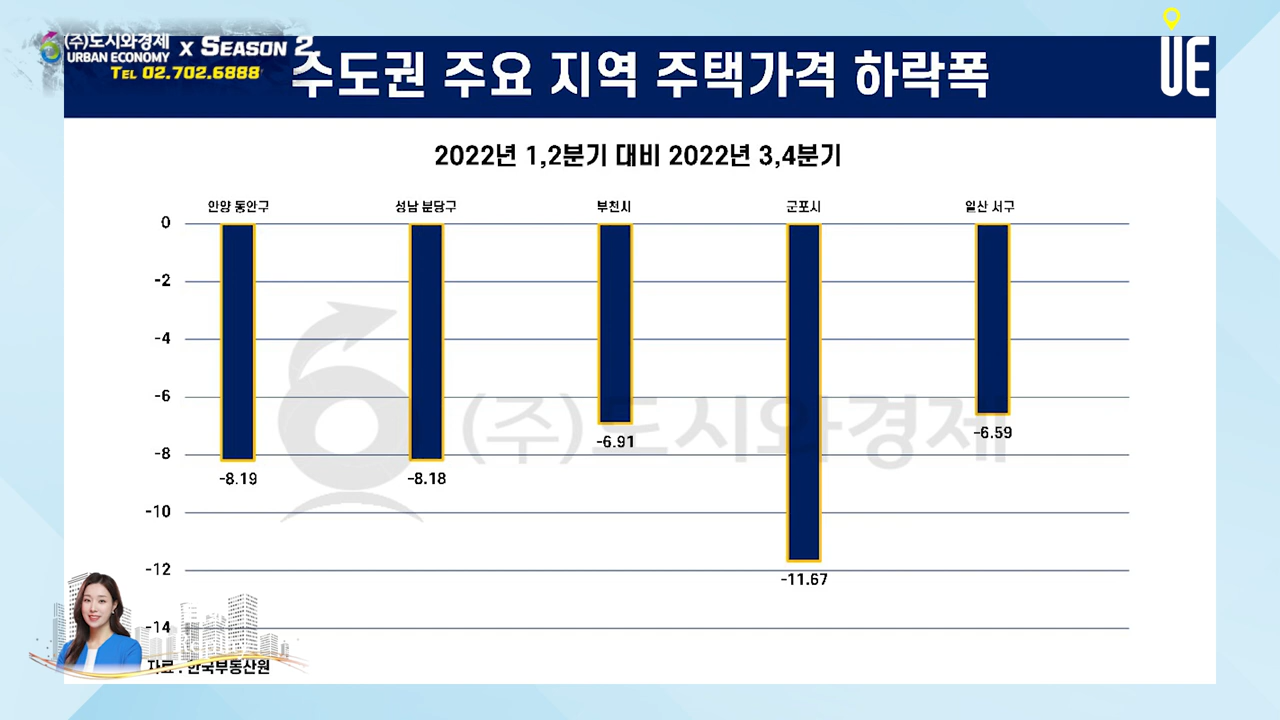 (주)도시와경제
URBAN ECONOMY X SEASON 2
TEL 02.702.6888
수도권 주요 지역 주택가격 하락폭
UE
2022년 1,2분기 대비 2022년 3,4분기
안양 동안구 성남 분당구 부천시 군포시 일산 서구
0
-2
-4
-6
-8
-10
-12
-14
-8.19
-8.18
-6.91
-11.67
-6.59
(주)도시와경제
자료 : 한국부동산원